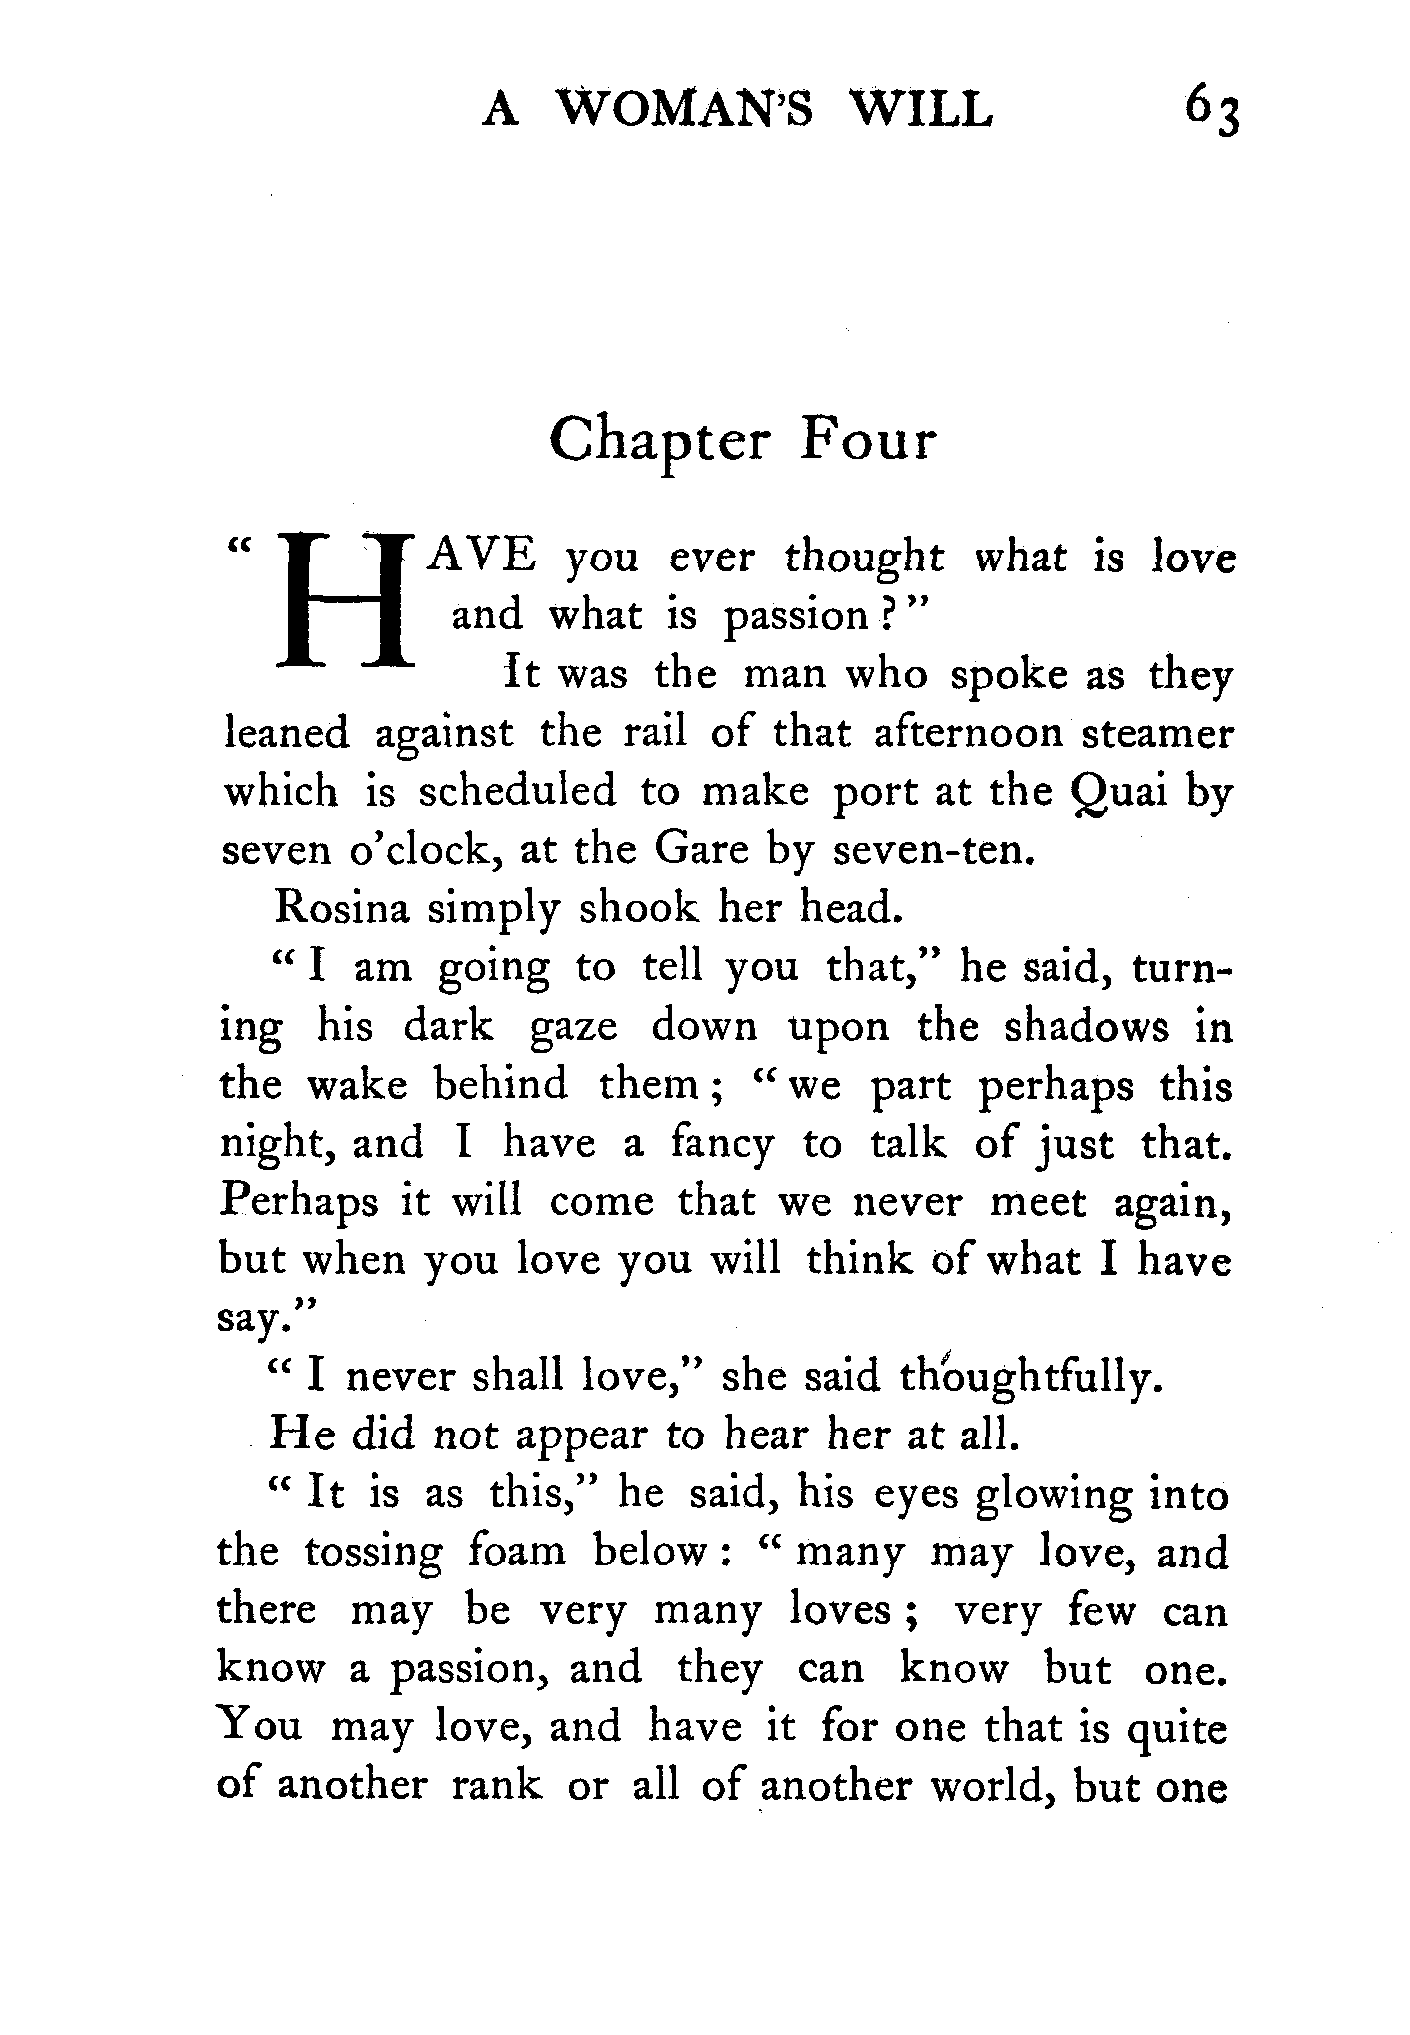 A WOMAN'S WILL 63
Chapter Four
“ HAVE you ever thought what is love
and what is passion ? ”
It was the man who spoke as they
leaned against the rail of that afternoon steamer
which is scheduled to make port at the Quai by
seven o’clock, at the Gare by seven-ten.
Rosina simply shook her head.
“ I am going to tell you that,” he said, turn-
ing his dark gaze down upon the shadows in
the wake behind them ; “ we part perhaps this
night, and I have a fancy to talk of just that.
Perhaps it will come that we never meet again,
but when you love you will think of what I have
say.”
“ I never shall love,” she said thoughtfully.
He did not appear to hear her at all.
“ It is as this,” he said, his eyes glowing into
the tossing foam below : “ many may love, and
there may be very many loves ; very few can
know a passion, and they can know but one.
You may love, and have it for one that is quite
of another rank or all of another world, but one